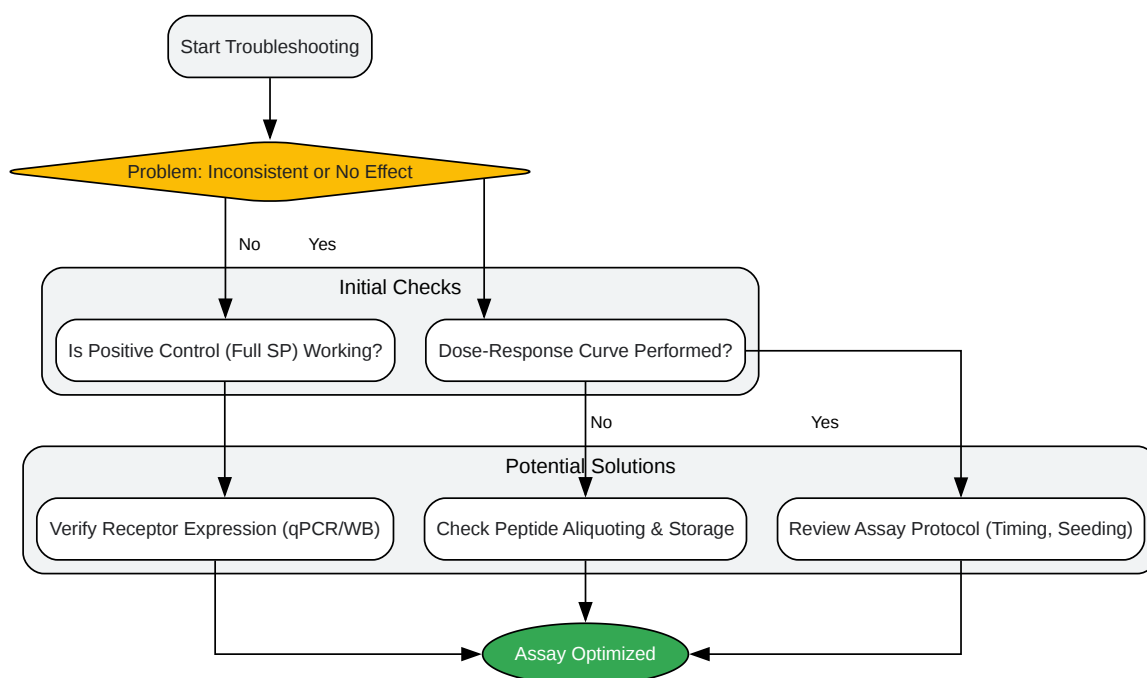 Start Troubleshooting
Problem: Inconsistent or No Effect
No
Yes
Initial Checks
Is Positive Control (Full SP) Working?
Dose-Response Curve Performed?
No
Yes
Potential Solutions
Verify Receptor Expression (qPCR/WB)
Check Peptide Aliquoting & Storage
Review Assay Protocol (Timing, Seeding)
Assay Optimized